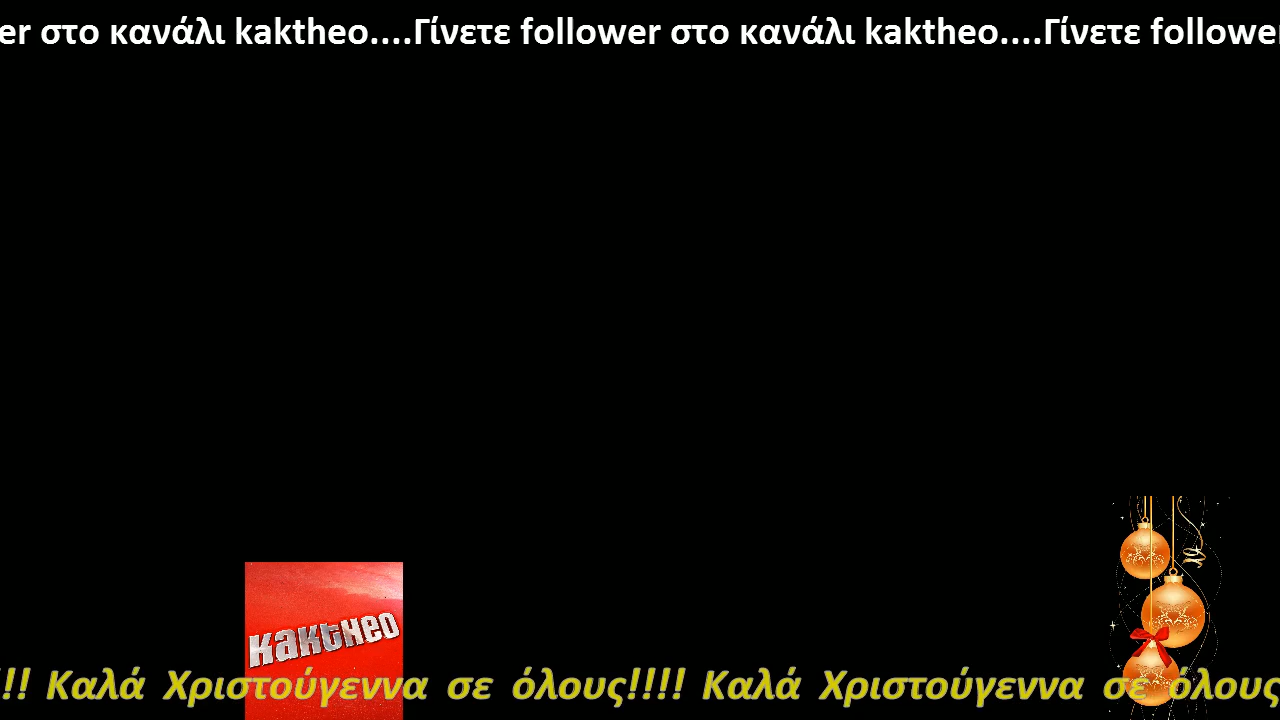 er στο κανάλι kaktheo....Γίνετε follower στο κανάλι kaktheo....Γίνετε followe
kaktheo
!!! Καλά Χριστούγεννα σε όλους!!!! Καλά Χριστούγεννα σε όλους